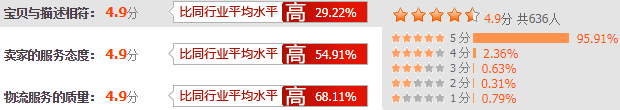 宝贝与描述相符：4.9分 比同行业平均水平 高 29.22%
卖家的服务态度：4.9分 比同行业平均水平 高 54.91%
物流服务的质量：4.9分 比同行业平均水平 高 68.11%
4.9分 共636人
5 分 95.91%
4 分 2.36%
3 分 0.63%
2 分 0.31%
1 分 0.79%